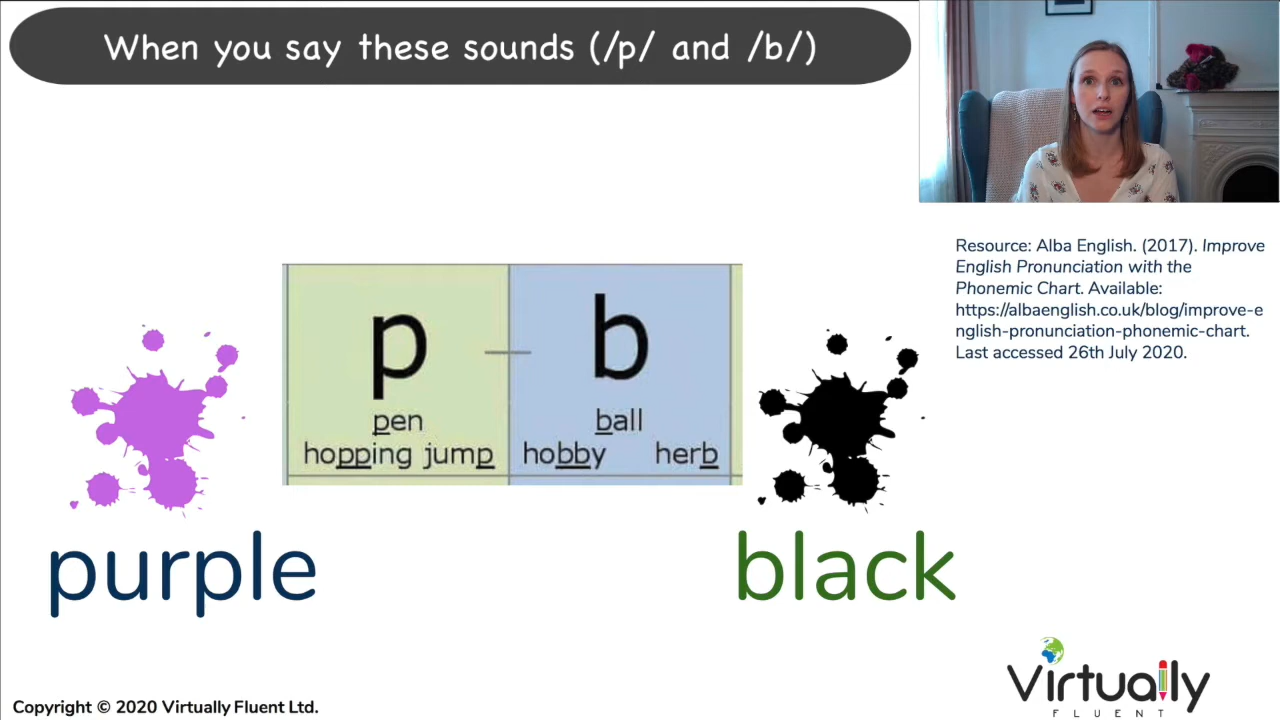 When you say these sounds (/p/ and /b/)
Resource: Alba English. (2017). Improve
English Pronunciation with the
Phonemic Chart. Available:
https://albaenglish.co.uk/blog/improve-e
nglish-pronunciation-phonemic-chart.
Last accessed 26th July 2020.
p
b
pen
ball
hopping jump
hobby herb
purple
black
Virtually
FLUENT
Copyright © 2020 Virtually Fluent Ltd.